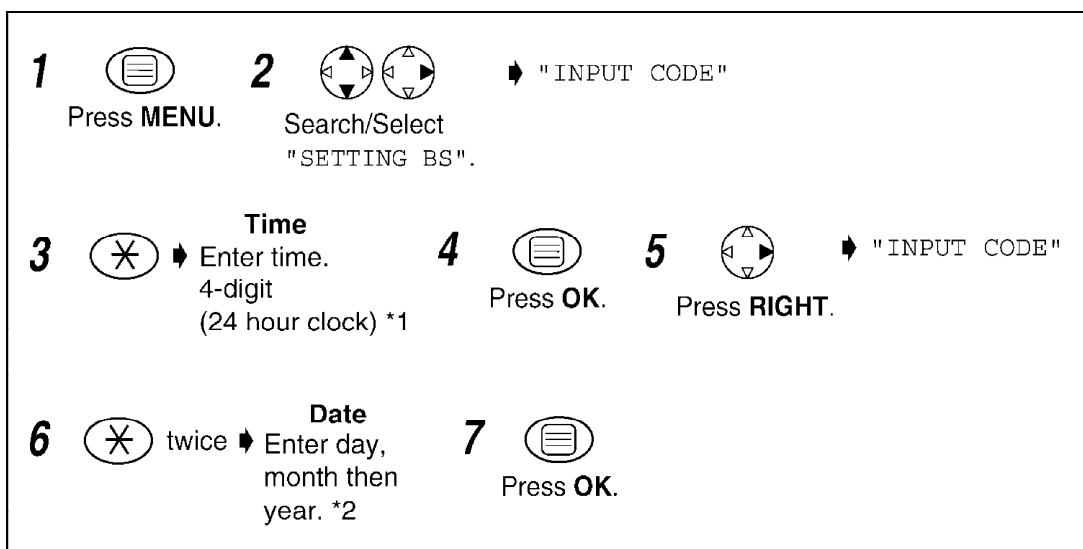 1
Press MENU.
2
Search/Select
"SETTING BS".
"INPUT CODE"
3
Time
Enter time.
4-digit
(24 hour clock) *1
4
Press OK.
5
Press RIGHT.
"INPUT CODE"
6
twice
Date
Enter day,
month then
year. *2
7
Press OK.